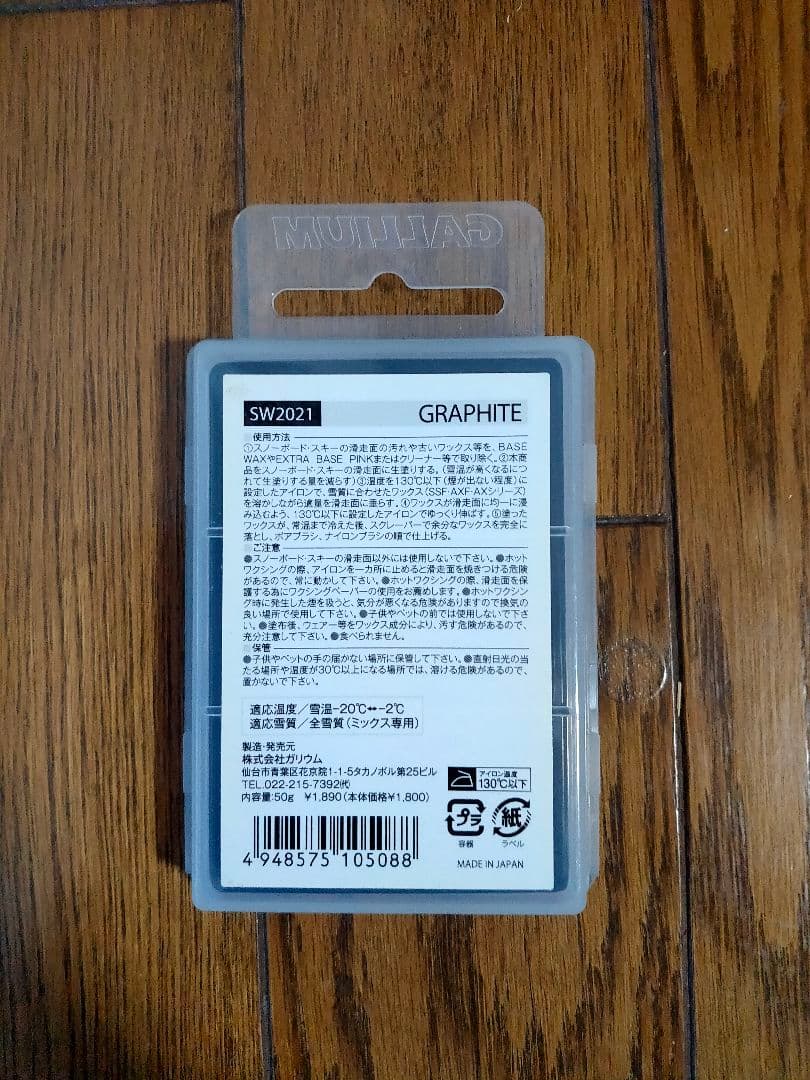 GALLIUM
SW2021 GRAPHITE
使用方法
①スノーボード・スキーの滑走面の汚れや古いワックス等を、BASE
WAXやEXTRA BASE PINKまたはクリーナー等で取り除く。②本商
品をスノーボード・スキーの滑走面に生塗りする。(雪温が高くなるにつ
れて生塗りする量を減らす)③温度を130℃以下(煙が出ない程度)に
設定したアイロンで、雪質に合わせたワックス(SSF・AXF・AXシリーズ)
を溶かしながら適量を滑走面に垂らす。④ワックスが滑走面に均一に浸
み込むよう、130℃以下に設定したアイロンでゆっくり伸ばす。⑤塗った
ワックスが、常温まで冷えた後、スクレーパーで余分なワックスを完全に
落とし、ボアブラシ、ナイロンブラシの順で仕上げる。
ご注意
●スノーボード・スキーの滑走面以外には使用しないで下さい。●ホット
ワクシングの際、アイロンを一カ所に止めると滑走面を焼きつける危険
があるので、常に動かして下さい。●ホットワクシングの際、滑走面を保
護する為にワクシングペーパーの使用をお薦めします。●ホットワクシン
グ時に発生した煙を吸うと、気分が悪くなる危険がありますので換気の
良い場所で使用して下さい。●子供やペットの前では使用しないで下さ
い。●塗布後、ウェアー等をワックス成分により、汚す危険があるので、
充分注意して下さい。●食べられません。
保管
●子供やペットの手の届かない場所に保管して下さい。●直射日光の当
たる場所や温度が30℃以上になる場所では、溶ける危険があるので、
置かないで下さい。
適応温度/雪温-20℃↔-2℃
適応雪質/全雪質(ミックス専用)
製造・発売元
株式会社ガリウム
仙台市青葉区花京院1-1-5タカノボル第25ビル
TEL.022-215-7392㈹
内容量:50g ¥1,890(本体価格¥1,800)
アイロン温度
130℃以下
プラ
容器
紙
ラベル
4 948575 105088
MADE IN JAPAN